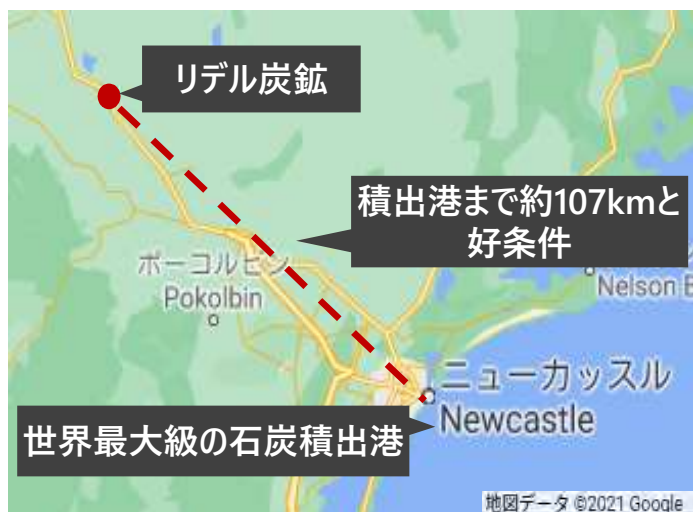 リデル炭鉱
積出港まで約107kmと
好条件
ポーコルビン
Pokolbin
Nelson B
ニューカッスル
Newcastle
世界最大級の石炭積出港
地図データ ©2021 Google